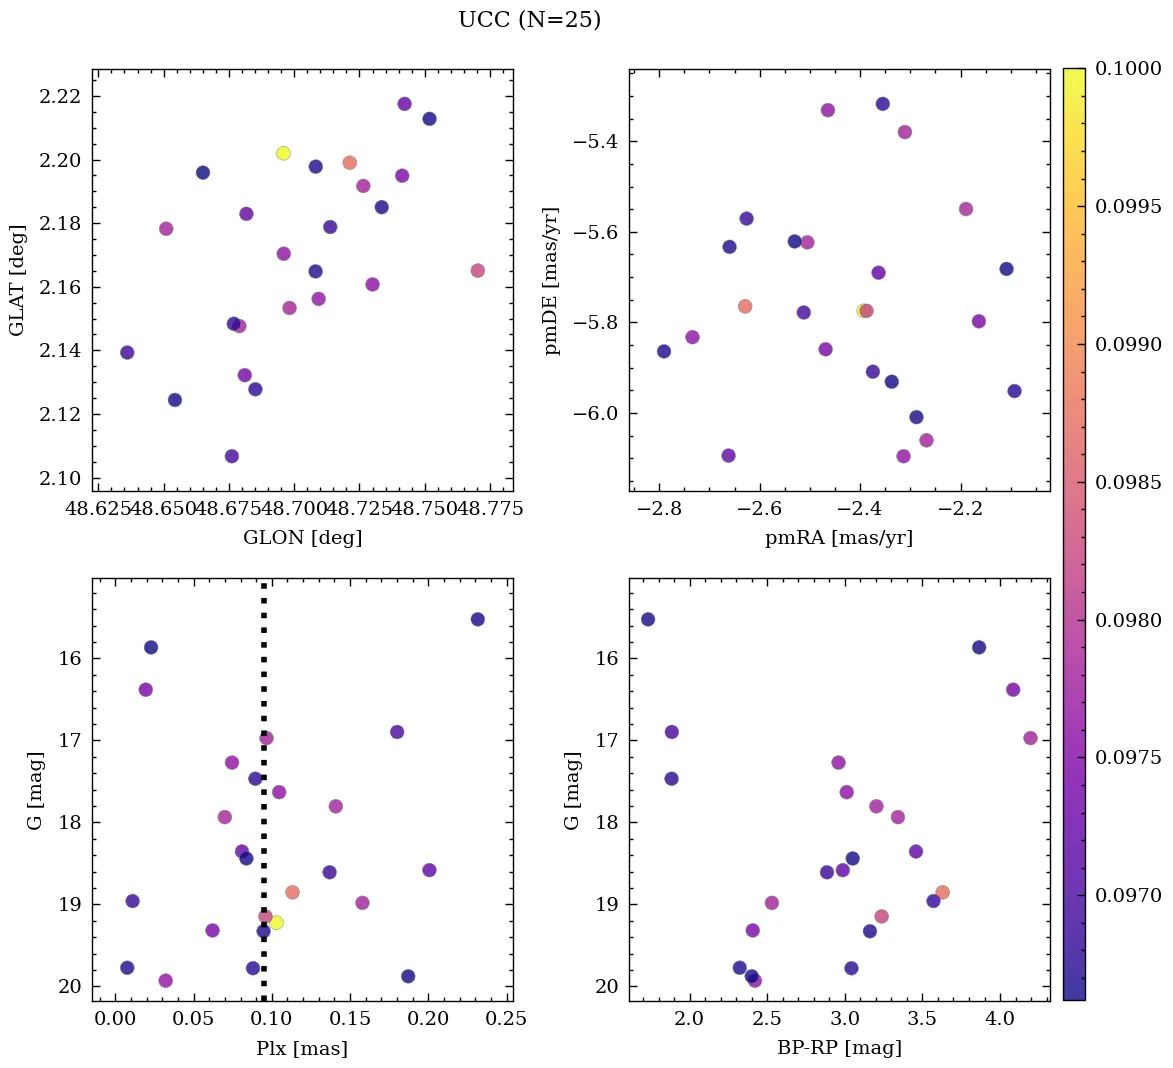 UCC (N=25)
2.22
2.20
2.18
2.16
2.14
2.12
2.10
GLAT [deg]
48.625 48.650 48.675 48.700 48.725 48.750 48.775
GLON [deg]
−5.4
−5.6
−5.8
−6.0
pmDE [mas/yr]
−2.8 −2.6 −2.4 −2.2
pmRA [mas/yr]
16
17
18
19
20
G [mag]
0.00 0.05 0.10 0.15 0.20 0.25
Plx [mas]
16
17
18
19
20
G [mag]
2.0 2.5 3.0 3.5 4.0
BP-RP [mag]
0.1000
0.0995
0.0990
0.0985
0.0980
0.0975
0.0970